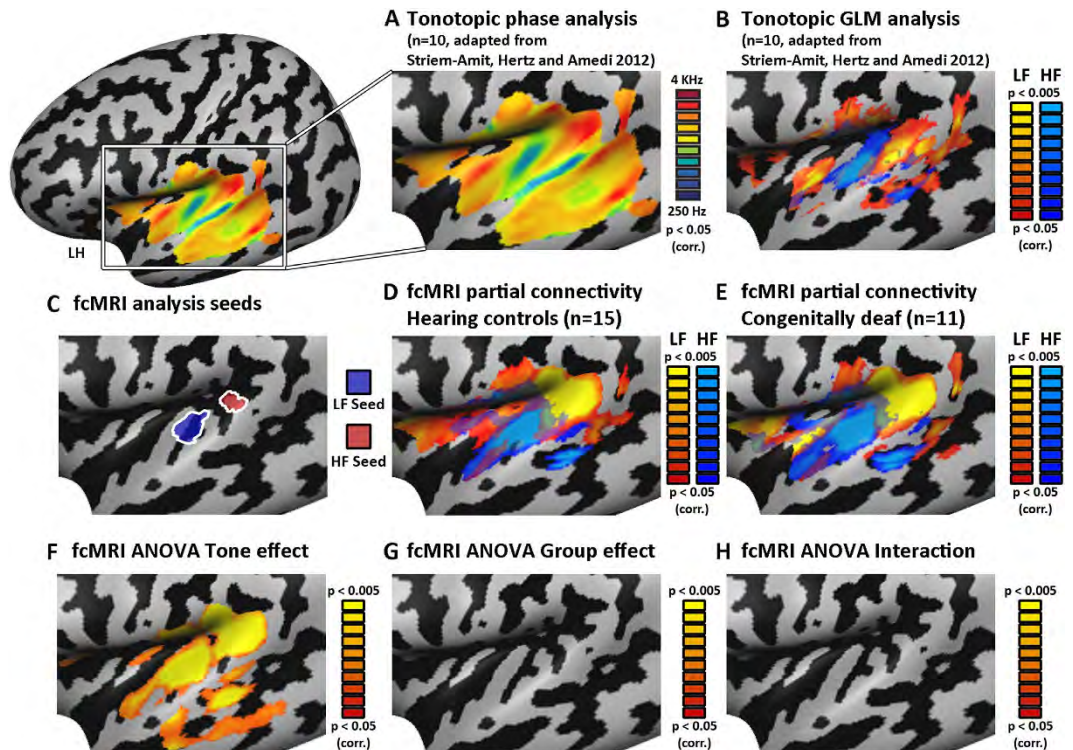 A Tonotopic phase analysis
(n=10, adapted from
Striem-Amit, Hertz and Amedi 2012)
4 KHz
250 Hz
p < 0.05
(corr.)
LH
B Tonotopic GLM analysis
(n=10, adapted from
Striem-Amit, Hertz and Amedi 2012)
LF HF
p < 0.005
p < 0.05
(corr.)
C fcMRI analysis seeds
LF Seed
HF Seed
D fcMRI partial connectivity
Hearing controls (n=15)
LF HF
p < 0.005
p < 0.05
(corr.)
E fcMRI partial connectivity
Congenitally deaf (n=11)
LF HF
p < 0.005
p < 0.05
(corr.)
F fcMRI ANOVA Tone effect
p < 0.005
p < 0.05
(corr.)
G fcMRI ANOVA Group effect
p < 0.005
p < 0.05
(corr.)
H fcMRI ANOVA Interaction
p < 0.005
p < 0.05
(corr.)